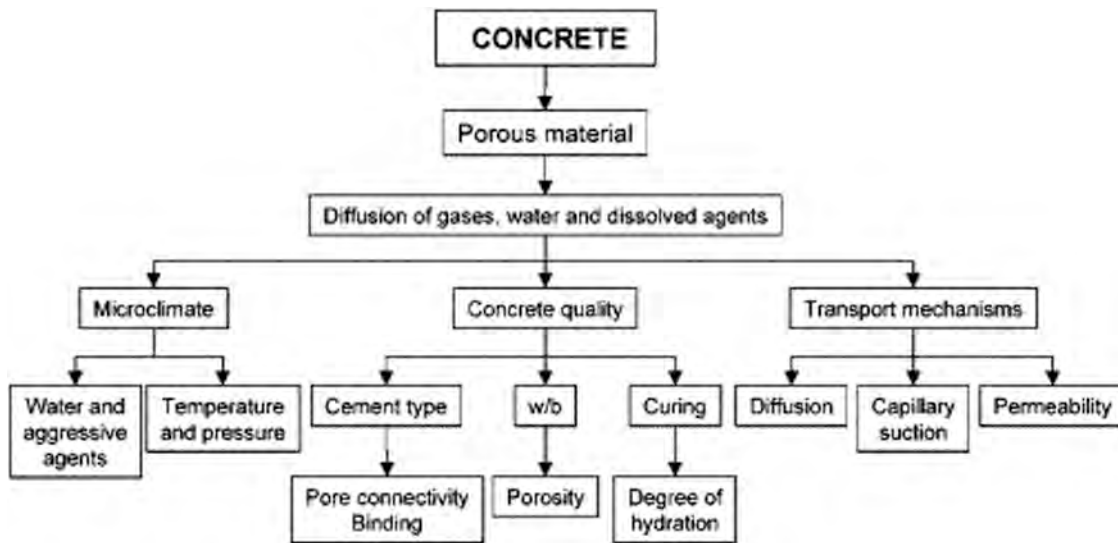 CONCRETE
Porous material
Diffusion of gases, water and dissolved agents
Microclimate
Concrete quality
Transport mechanisms
Water and
aggressive
agents
Temperature
and pressure
Cement type
w/b
Curing
Diffusion
Capillary
suction
Permeability
Pore connectivity
Binding
Porosity
Degree of
hydration